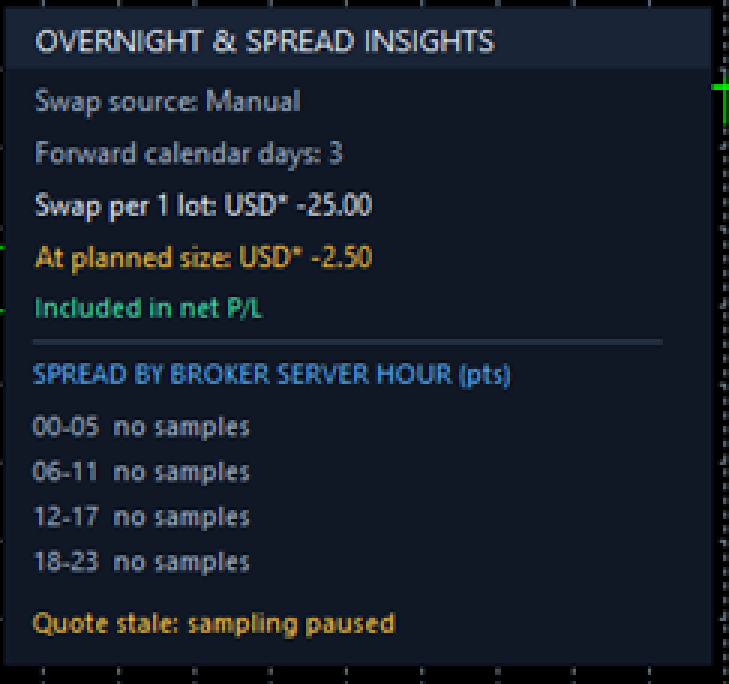 OVERNIGHT & SPREAD INSIGHTS
Swap source: Manual
Forward calendar days: 3
Swap per 1 lot: USD* -25.00
At planned size: USD* -2.50
Included in net P/L
SPREAD BY BROKER SERVER HOUR (pts)
00-05 no samples
06-11 no samples
12-17 no samples
18-23 no samples
Quote stale: sampling paused